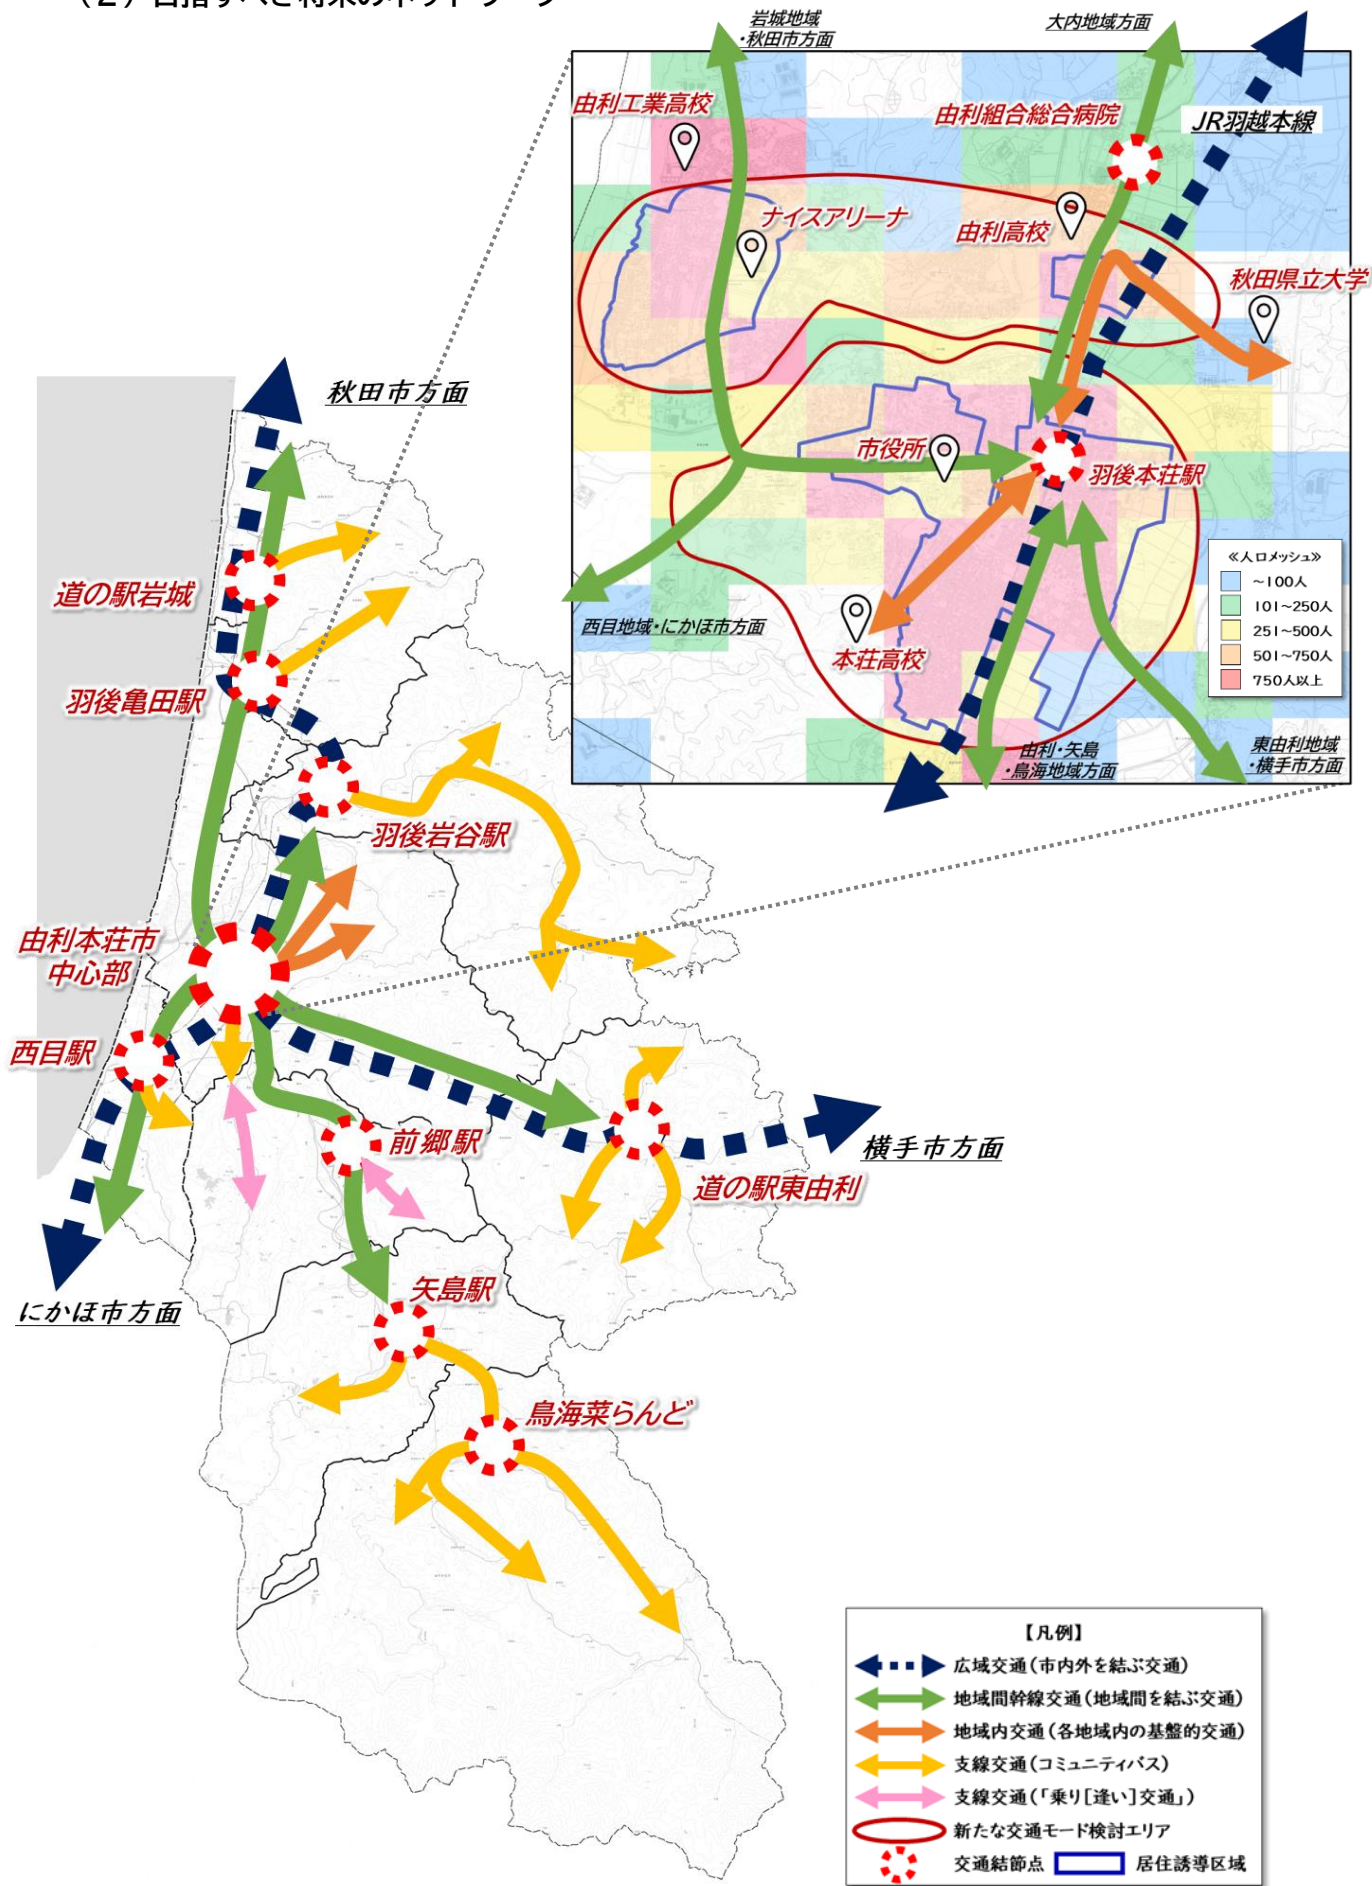 (2)目指すべき将来のネットワーク
岩城地域
・秋田市方面
大内地域方面
由利工業高校
由利組合総合病院
JR羽越本線
ナイスアリーナ
由利高校
秋田県立大学
市役所
羽後本荘駅
西目地域・にかほ市方面
本荘高校
由利・矢島
・鳥海地域方面
東由利地域
・横手市方面
≪人口メッシュ≫
～100人
101～250人
251～500人
501～750人
750人以上
秋田市方面
道の駅岩城
羽後亀田駅
羽後岩谷駅
由利本荘市
中心部
西目駅
前郷駅
横手市方面
道の駅東由利
にかほ市方面
矢島駅
鳥海菜らんど
【凡例】
広域交通(市内外を結ぶ交通)
地域間幹線交通(地域間を結ぶ交通)
地域内交通(各地域内の基盤的交通)
支線交通(コミュニティバス)
支線交通(「乗り[逢い]交通」)
新たな交通モード検討エリア
交通結節点
居住誘導区域